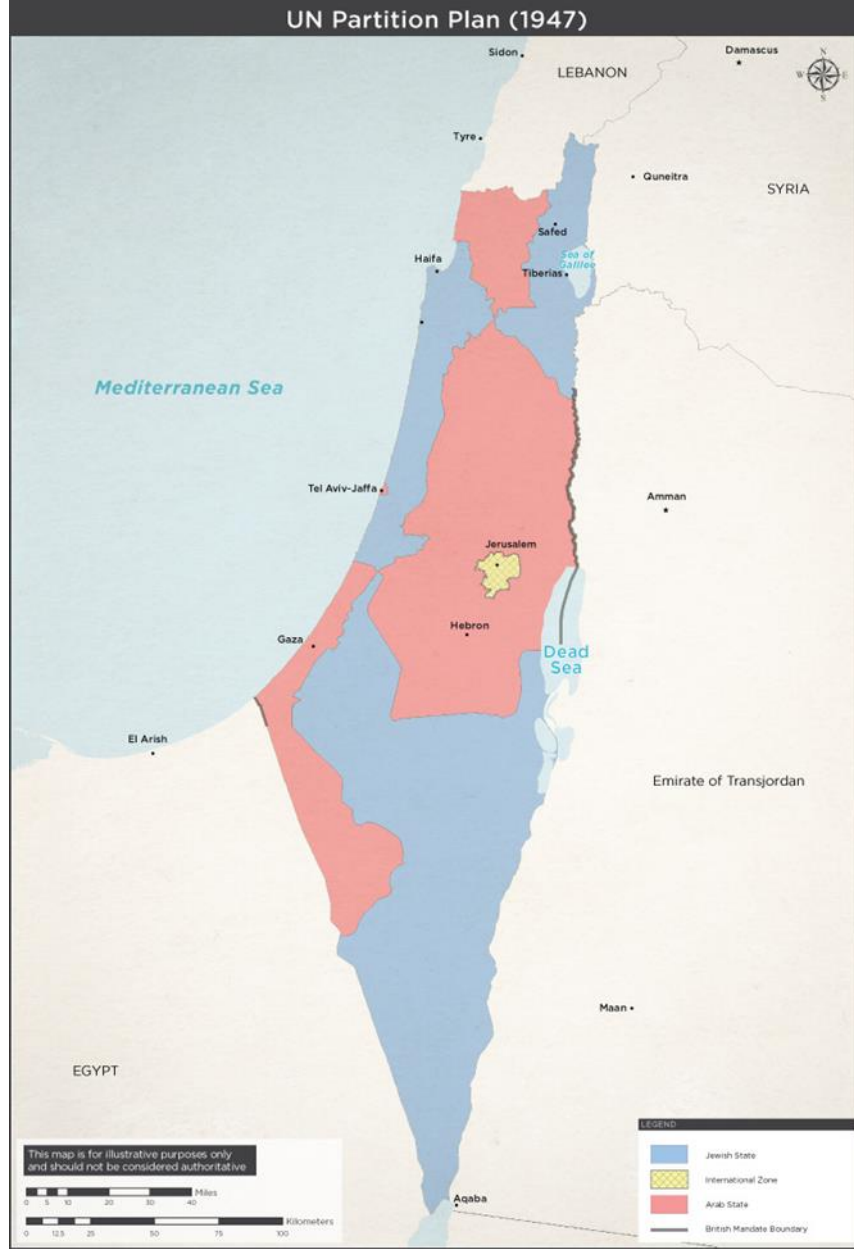 UN Partition Plan (1947)
Sidon
Damascus
LEBANON
N
W
E
S
Tyre
Quneitra
SYRIA
Safed
Sea of
Galilee
Haifa
Tiberias
Mediterranean Sea
Tel Aviv-Jaffa
Amman
Jerusalem
Hebron
Gaza
Dead
Sea
El Arish
Emirate of Transjordan
Maan
EGYPT
Aqaba
This map is for illustrative purposes only
and should not be considered authoritative
Miles
0 5 10 20 30 40
Kilometers
0 12.5 25 50 75 100
LEGEND
Jewish State
International Zone
Arab State
British Mandate Boundary